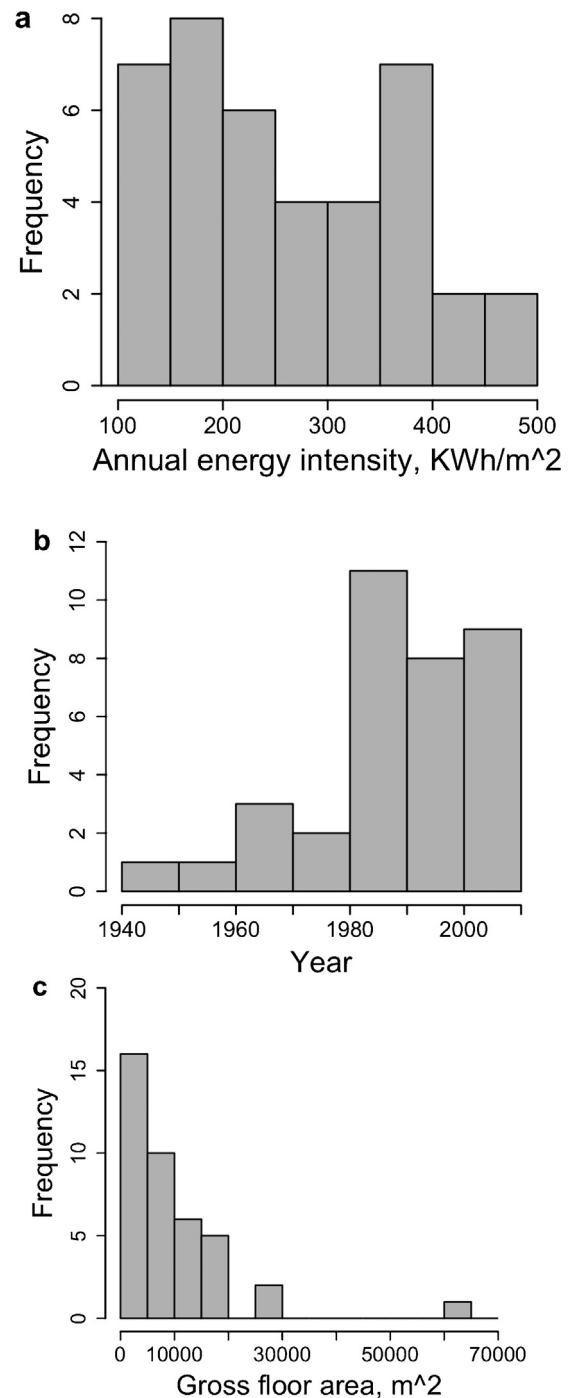 a
8
6
4
2
0
Frequency
100 200 300 400 500
Annual energy intensity, KWh/m^2
b
12
10
8
6
4
2
0
Frequency
1940 1960 1980 2000
Year
c
20
15
10
5
0
Frequency
0 10000 30000 50000 70000
Gross floor area, m^2